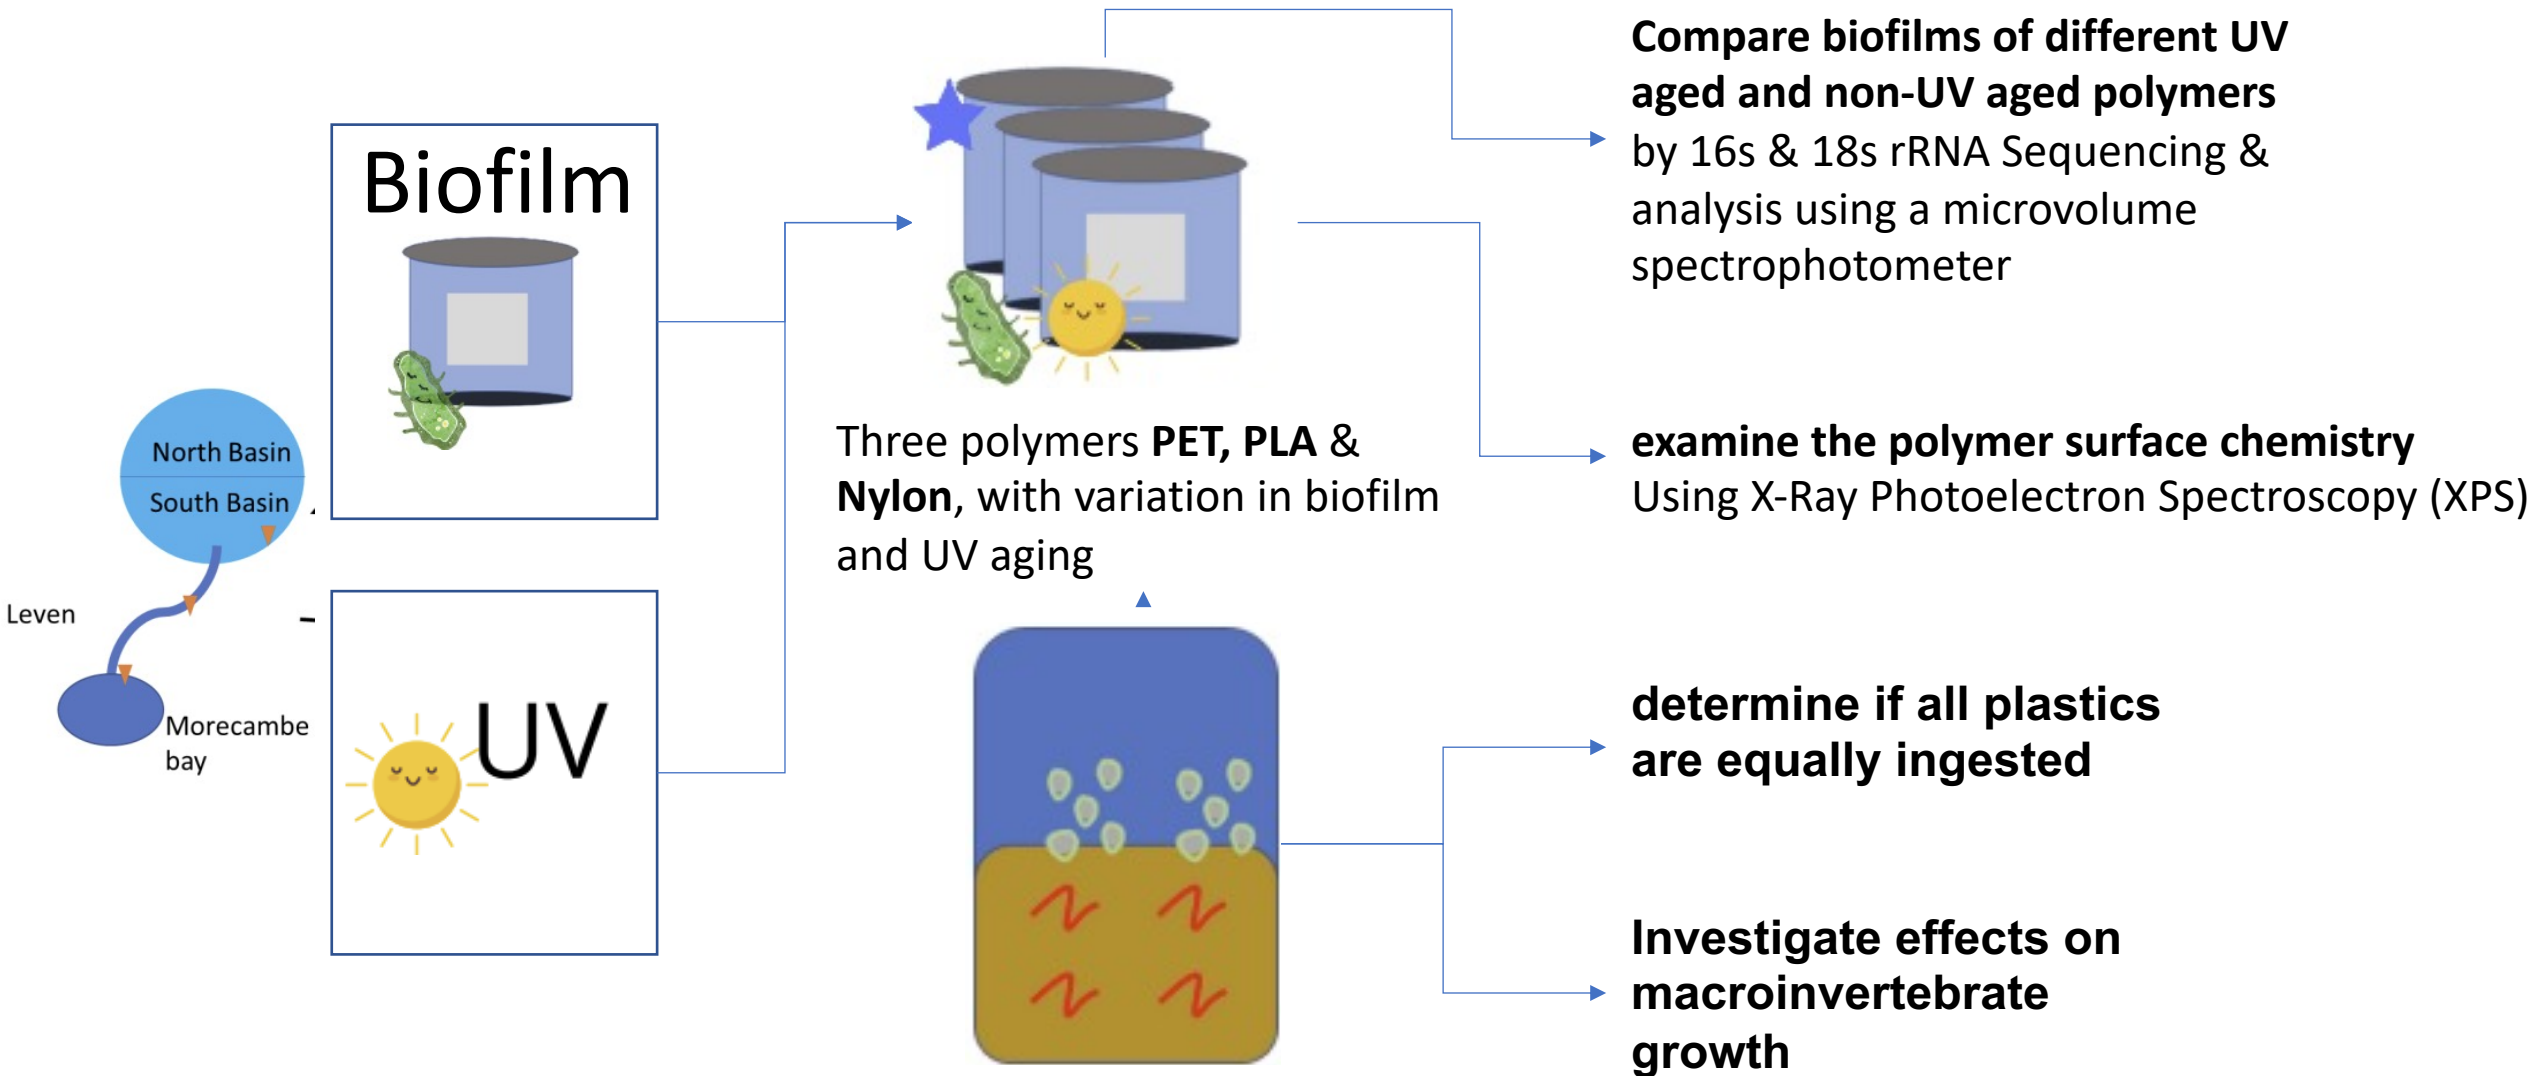 North Basin
South Basin
Leven
Morecambe
bay
Biofilm
UV
Three polymers PET, PLA &
Nylon, with variation in biofilm
and UV aging
Compare biofilms of different UV
aged and non-UV aged polymers
by 16s & 18s rRNA Sequencing &
analysis using a microvolume
spectrophotometer
examine the polymer surface chemistry
Using X-Ray Photoelectron Spectroscopy (XPS)
determine if all plastics
are equally ingested
Investigate effects on
macroinvertebrate
growth